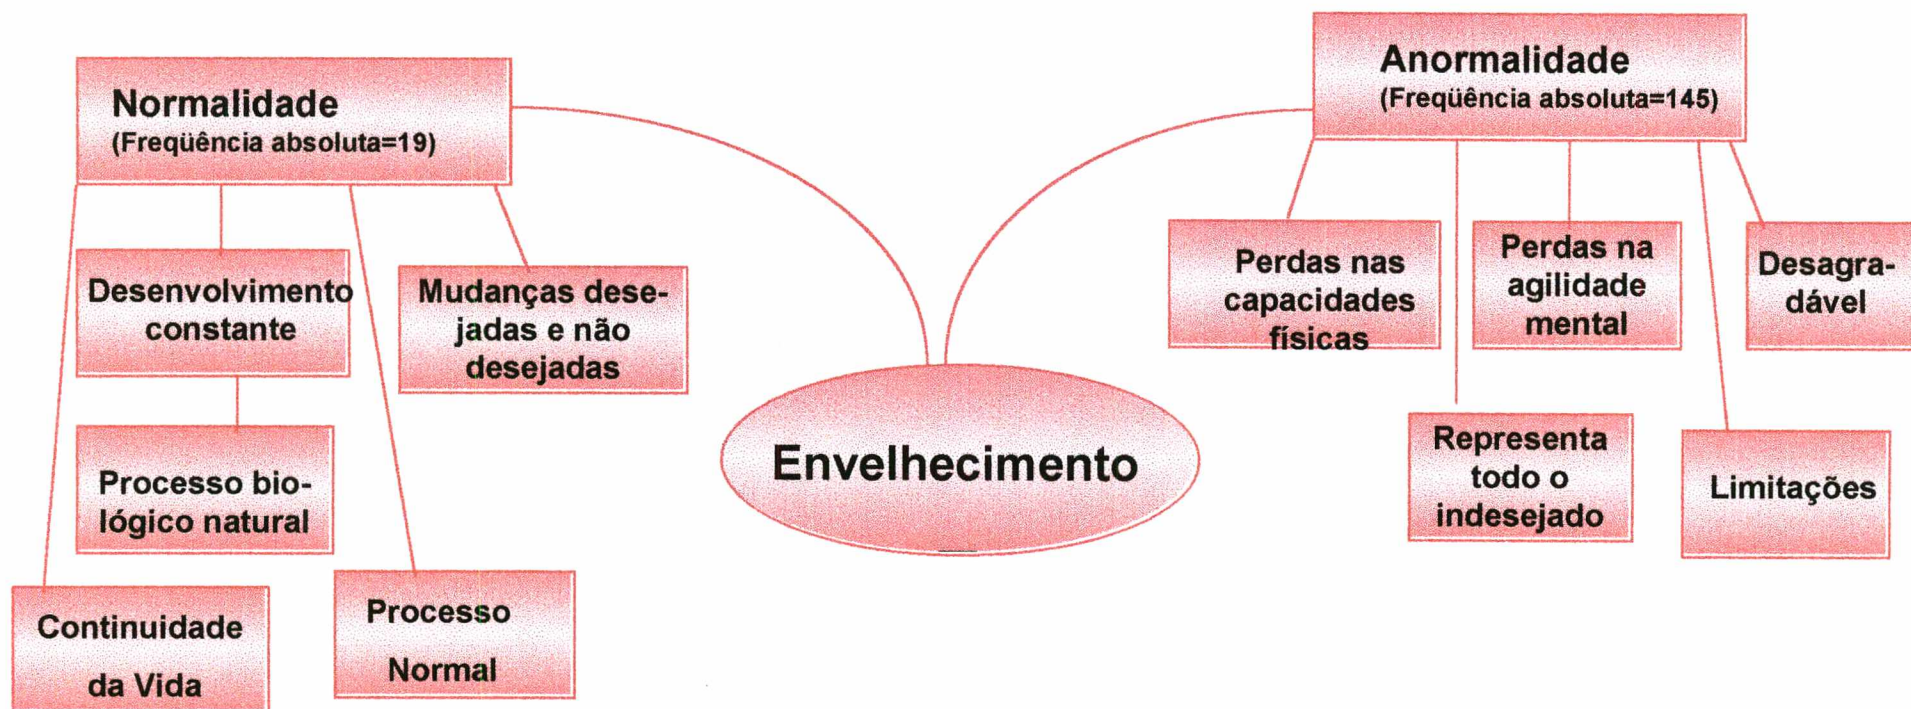 Normalidade
(Freqüência absoluta=19)
Desenvolvimento
constante
Mudanças dese-
jadas e não
desejadas
Processo bio-
lógico natural
Continuidade
da Vida
Processo
Normal
Envelhecimento
Anormalidade
(Freqüência absoluta=145)
Perdas nas
capacidades
físicas
Perdas na
agilidade
mental
Desagra-
dável
Representa
todo o
indesejado
Limitações